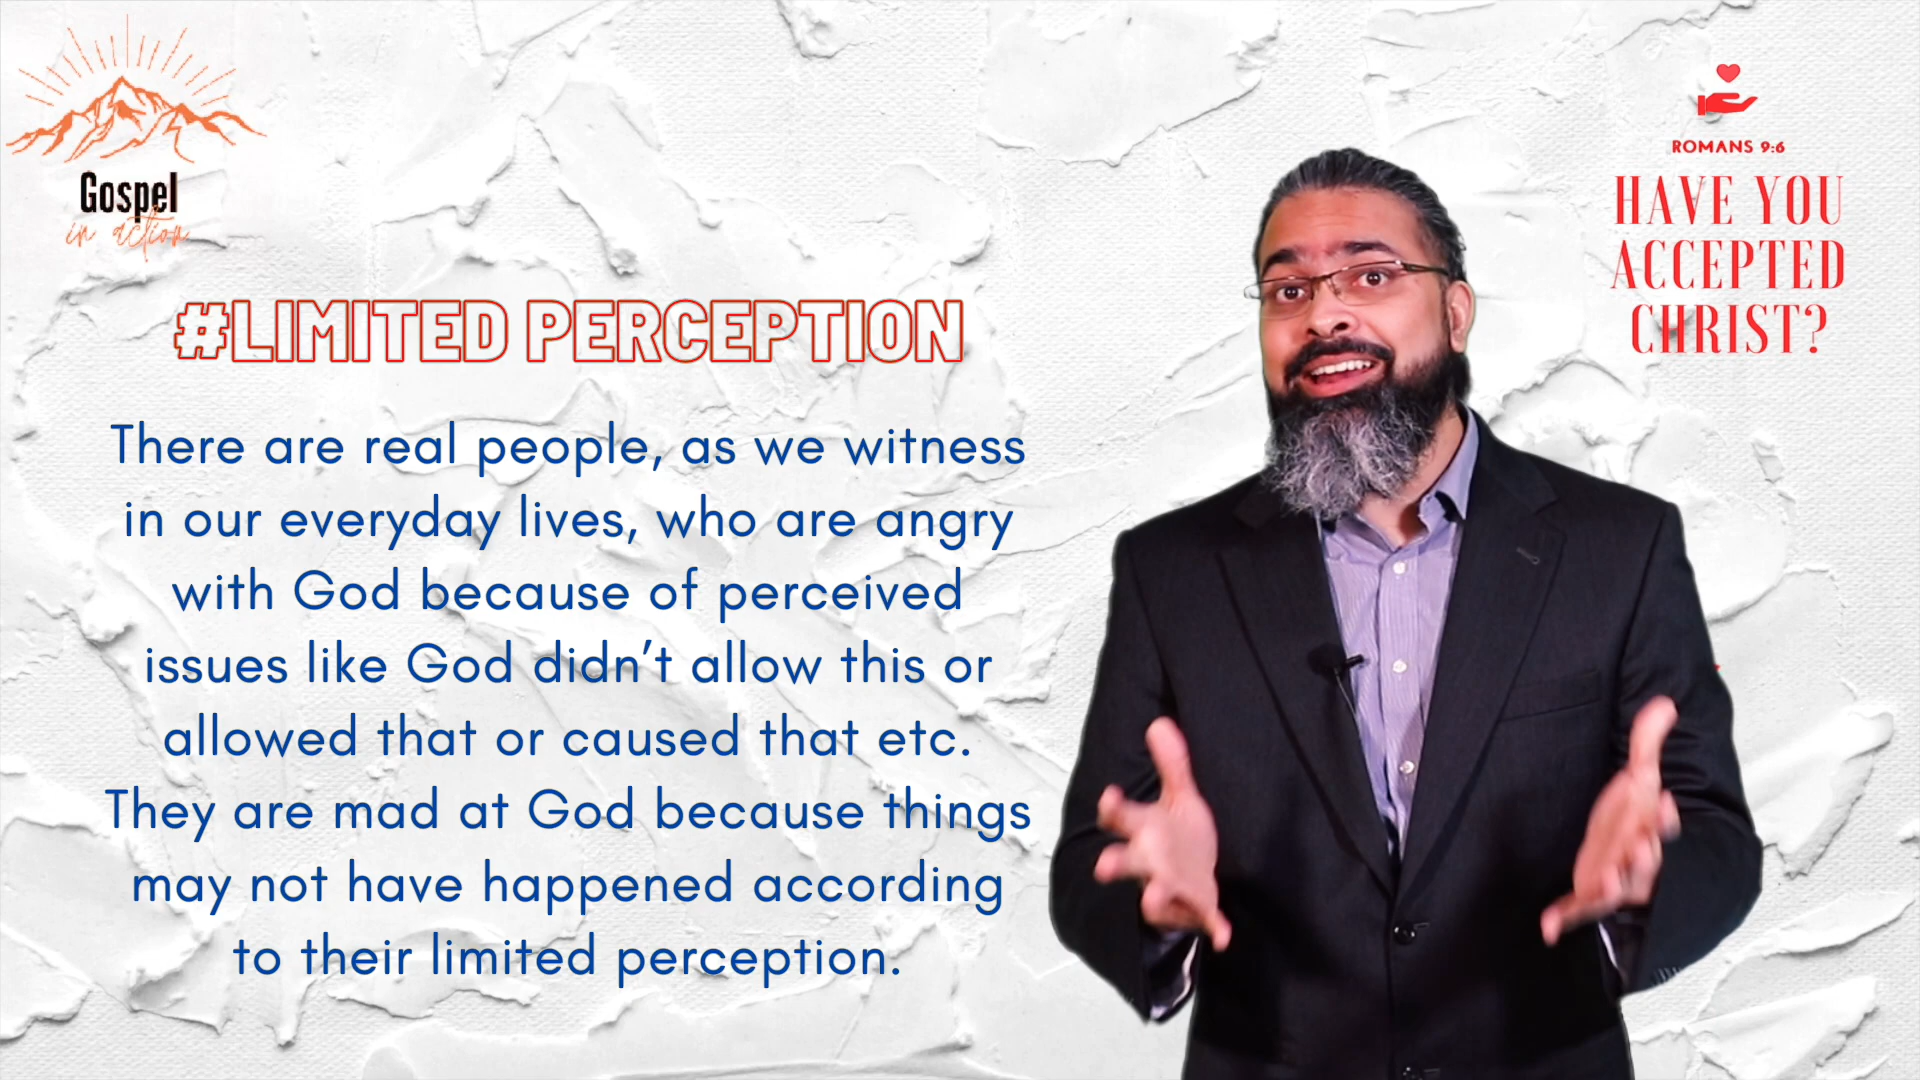 Gospel
in action
ROMANS 9:6
HAVE YOU
ACCEPTED
CHRIST?
#LIMITED PERCEPTION
There are real people, as we witness
in our everyday lives, who are angry
with God because of perceived
issues like God didn’t allow this or
allowed that or caused that etc.
They are mad at God because things
may not have happened according
to their limited perception.